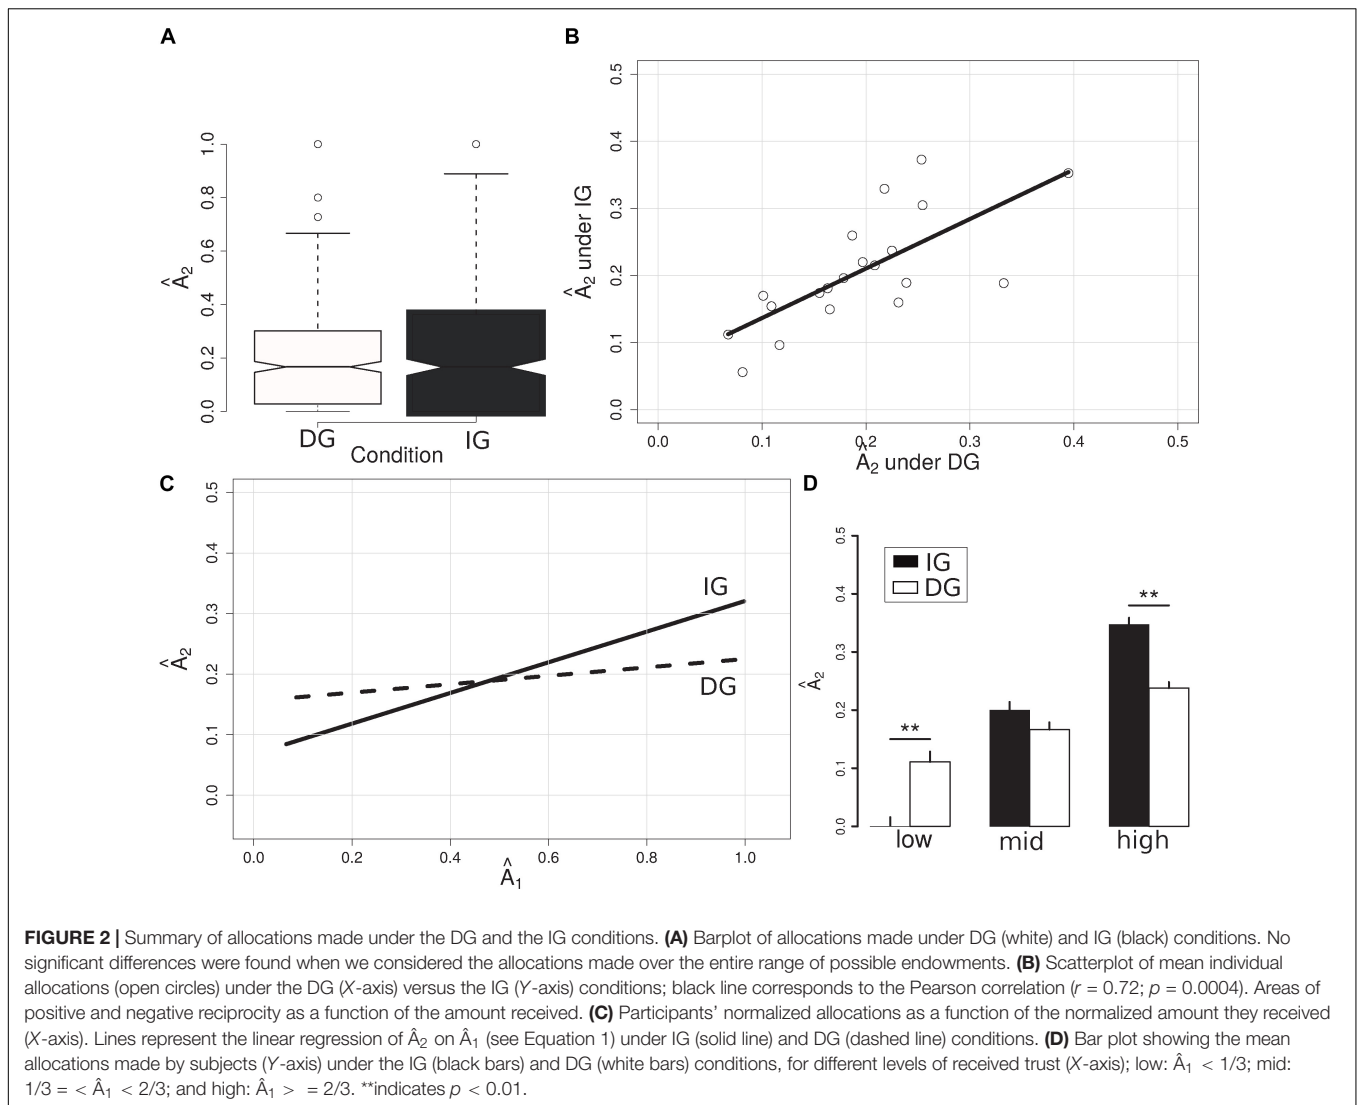 A
1.0
0.8
0.6
0.4
0.2
0.0
Â2
DG
IG
Condition
B
0.5
0.4
0.3
0.2
0.1
0.0
Â2 under IG
0.0 0.1 0.2 0.3 0.4 0.5
Â2 under DG
C
0.5
0.4
0.3
0.2
0.1
0.0
Â2
IG
DG
0.0 0.2 0.4 0.6 0.8 1.0
Â1
D
0.5
0.4
0.3
0.2
0.1
0.0
Â2
IG
DG
**
**
low mid high
FIGURE 2 | Summary of allocations made under the DG and the IG conditions. (A) Barplot of allocations made under DG (white) and IG (black) conditions. No
significant differences were found when we considered the allocations made over the entire range of possible endowments. (B) Scatterplot of mean individual
allocations (open circles) under the DG (X-axis) versus the IG (Y-axis) conditions; black line corresponds to the Pearson correlation (r = 0.72; p = 0.0004). Areas of
positive and negative reciprocity as a function of the amount received. (C) Participants' normalized allocations as a function of the normalized amount they received
(X-axis). Lines represent the linear regression of Â2 on Â1 (see Equation 1) under IG (solid line) and DG (dashed line) conditions. (D) Bar plot showing the mean
allocations made by subjects (Y-axis) under the IG (black bars) and DG (white bars) conditions, for different levels of received trust (X-axis); low: Â1 < 1/3; mid:
1/3 = < Â1 < 2/3; and high: Â1 > = 2/3. **indicates p < 0.01.